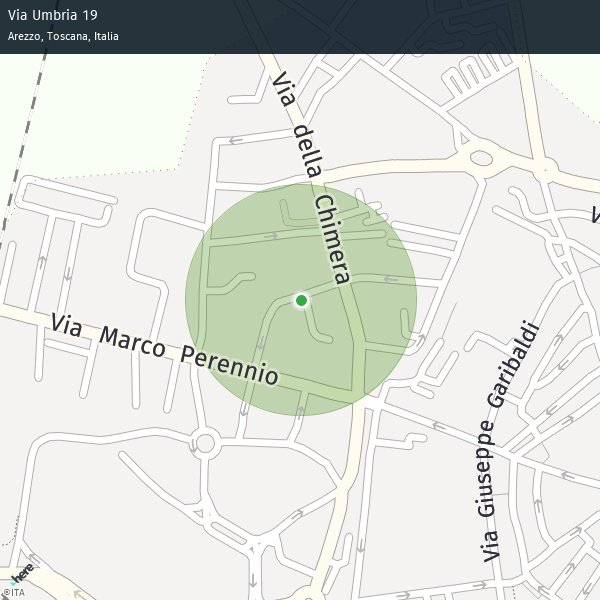 Via Umbria 19
Arezzo, Toscana, Italia
Via della Chimera
Via Marco Perennio
Via Giuseppe Garibaldi
V
here
©ITA